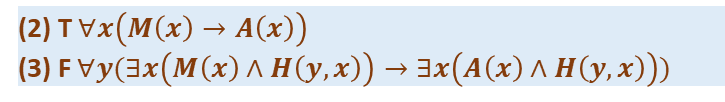 (2) T ∀x(M(x) → A(x))
(3) F ∀y(∃x(M(x) ∧ H(y, x)) → ∃x(A(x) ∧ H(y, x)))